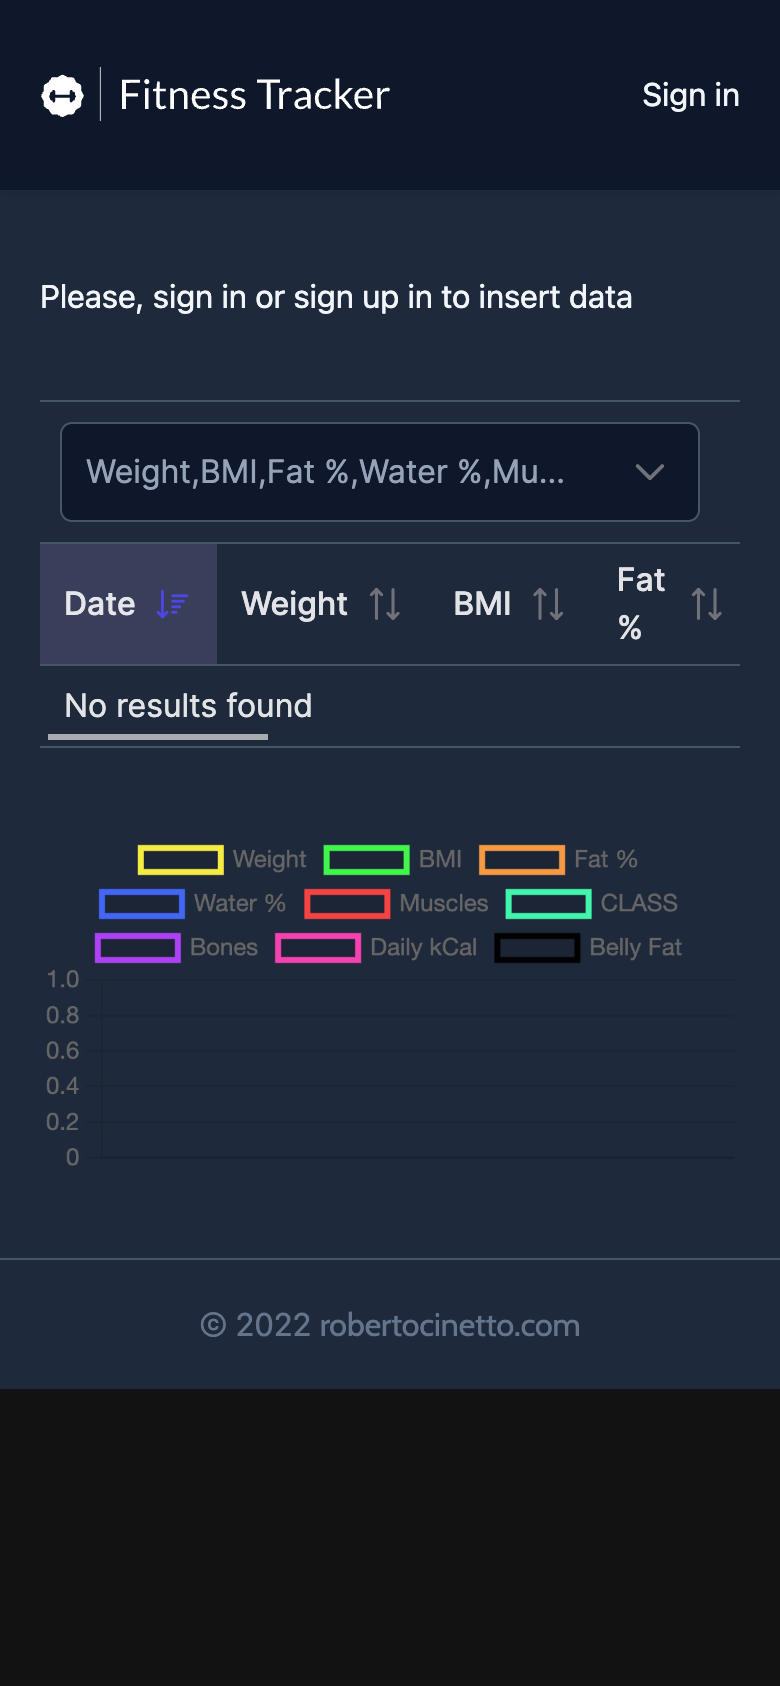 Fitness Tracker
Sign in
Please, sign in or sign up in to insert data
Weight,BMI,Fat %,Water %,Mu...
Date Weight BMI Fat %
No results found
Weight BMI Fat %
Water % Muscles CLASS
Bones Daily kCal Belly Fat
1.0
0.8
0.6
0.4
0.2
0
© 2022 robertocinetto.com